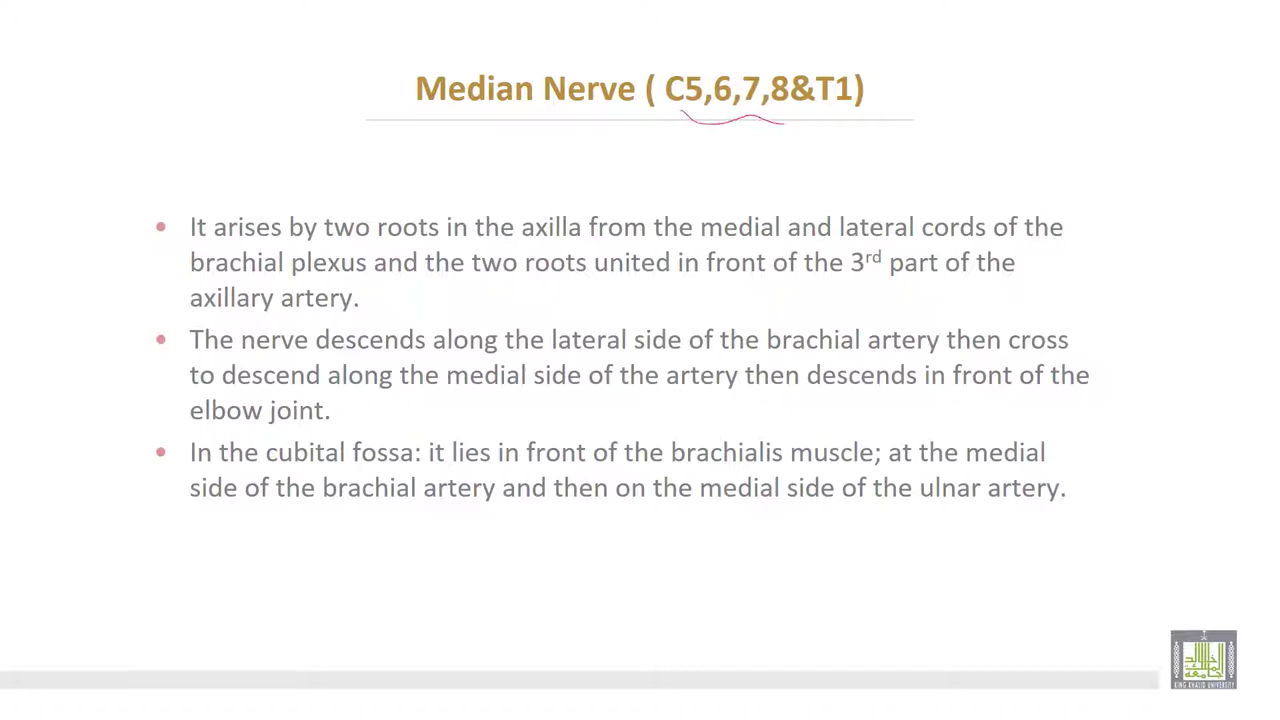 Median Nerve ( C5,6,7,8&T1)
• It arises by two roots in the axilla from the medial and lateral cords of the
brachial plexus and the two roots united in front of the 3rd part of the
axillary artery.
• The nerve descends along the lateral side of the brachial artery then cross
to descend along the medial side of the artery then descends in front of the
elbow joint.
• In the cubital fossa: it lies in front of the brachialis muscle; at the medial
side of the brachial artery and then on the medial side of the ulnar artery.
KING KHALID UNIVERSITY